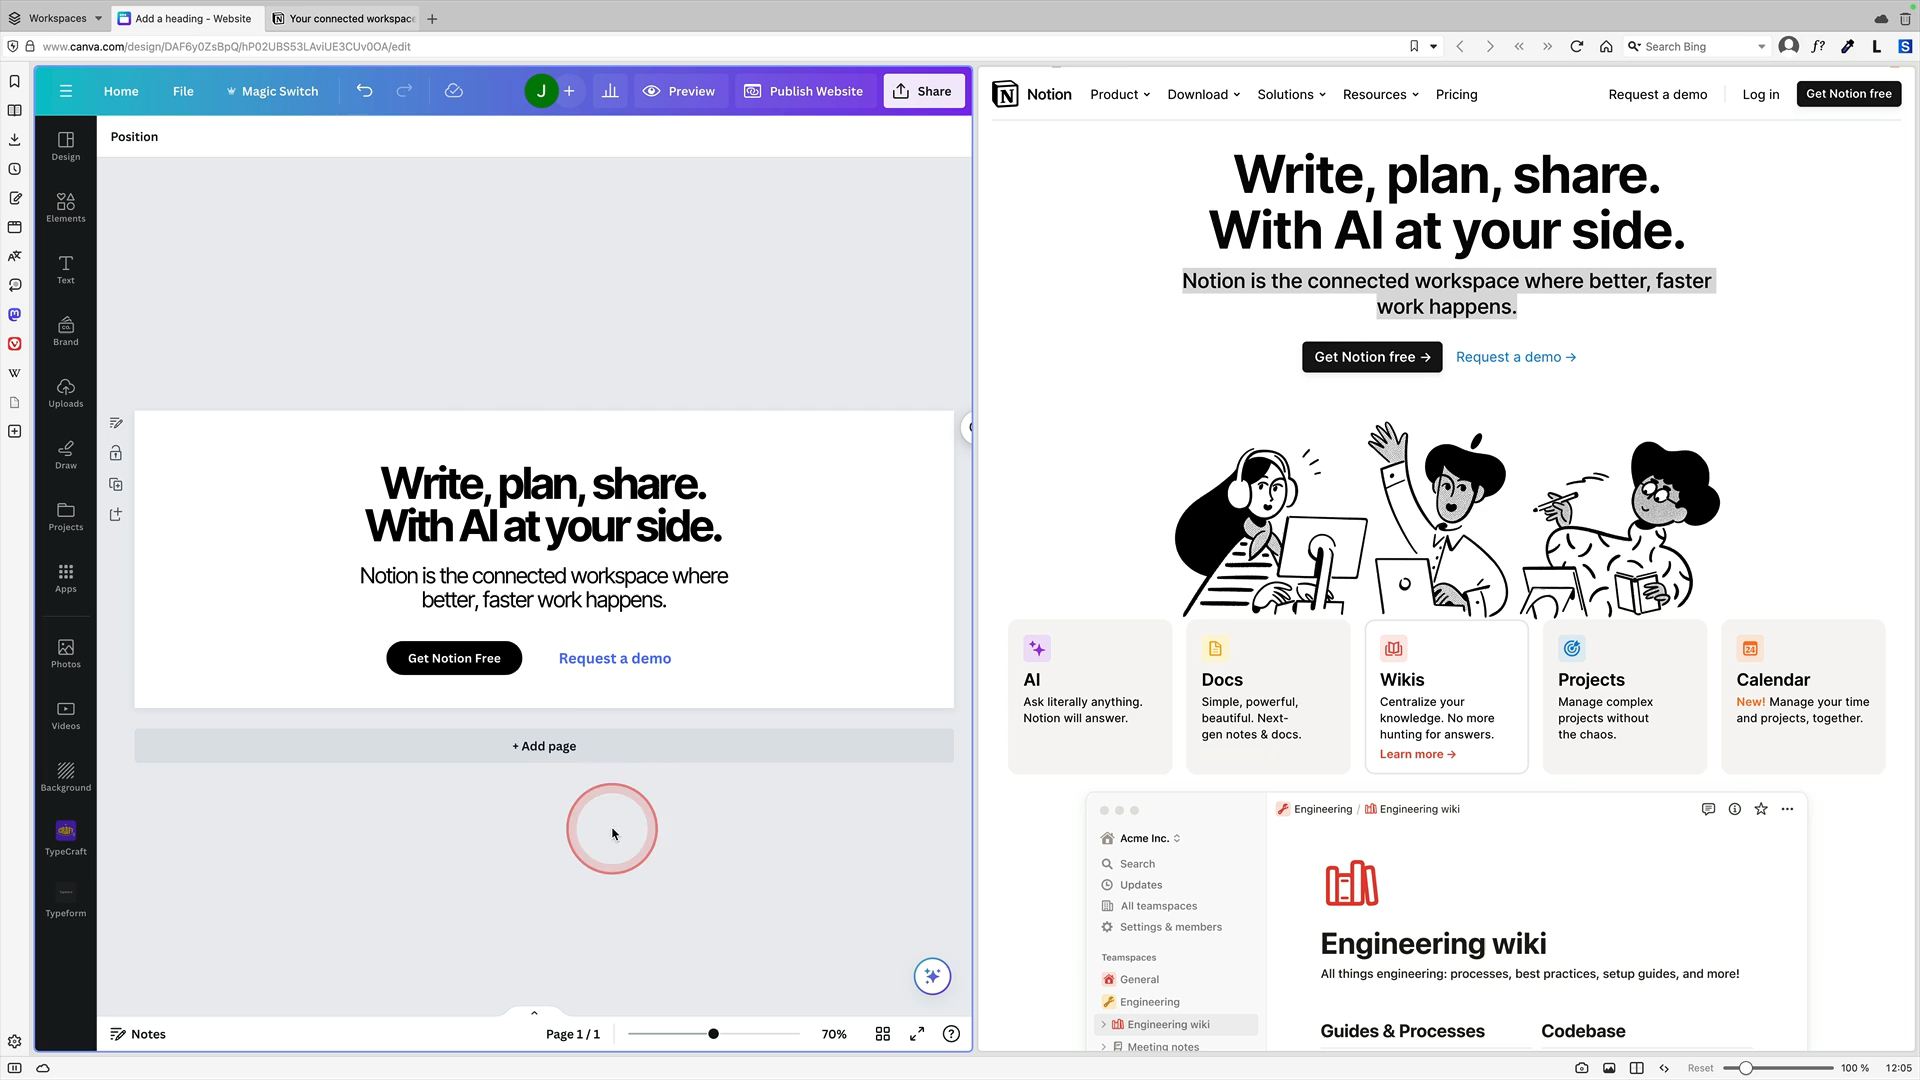 Workspaces
Add a heading - Website
Your connected workspace
www.canva.com/design/DAF6y0ZsBpQ/hP02UBS53LAviUE3CUv0OA/edit
Search Bing
f?
L
S
Home
File
Magic Switch
J
Preview
Publish Website
Share
Position
Design
Elements
Text
Brand
Uploads
Draw
Projects
Apps
Photos
Videos
Background
TypeCraft
Typeform
Write, plan, share.
With AI at your side.
Notion is the connected workspace where
better, faster work happens.
Get Notion Free
Request a demo
+ Add page
Notes
Page 1 / 1
70%
Notion
Product
Download
Solutions
Resources
Pricing
Request a demo
Log in
Get Notion free
Write, plan, share.
With AI at your side.
Notion is the connected workspace where better, faster
work happens.
Get Notion free →
Request a demo →
AI
Ask literally anything.
Notion will answer.
Docs
Simple, powerful,
beautiful. Next-
gen notes & docs.
Wikis
Centralize your
knowledge. No more
hunting for answers.
Learn more →
Projects
Manage complex
projects without
the chaos.
24
Calendar
New! Manage your time
and projects, together.
Acme Inc.
Search
Updates
All teamspaces
Settings & members
Teamspaces
General
Engineering
Engineering wiki
Meeting notes
Engineering / Engineering wiki
Engineering wiki
All things engineering: processes, best practices, setup guides, and more!
Guides & Processes
Codebase
Reset
100 %
12:05